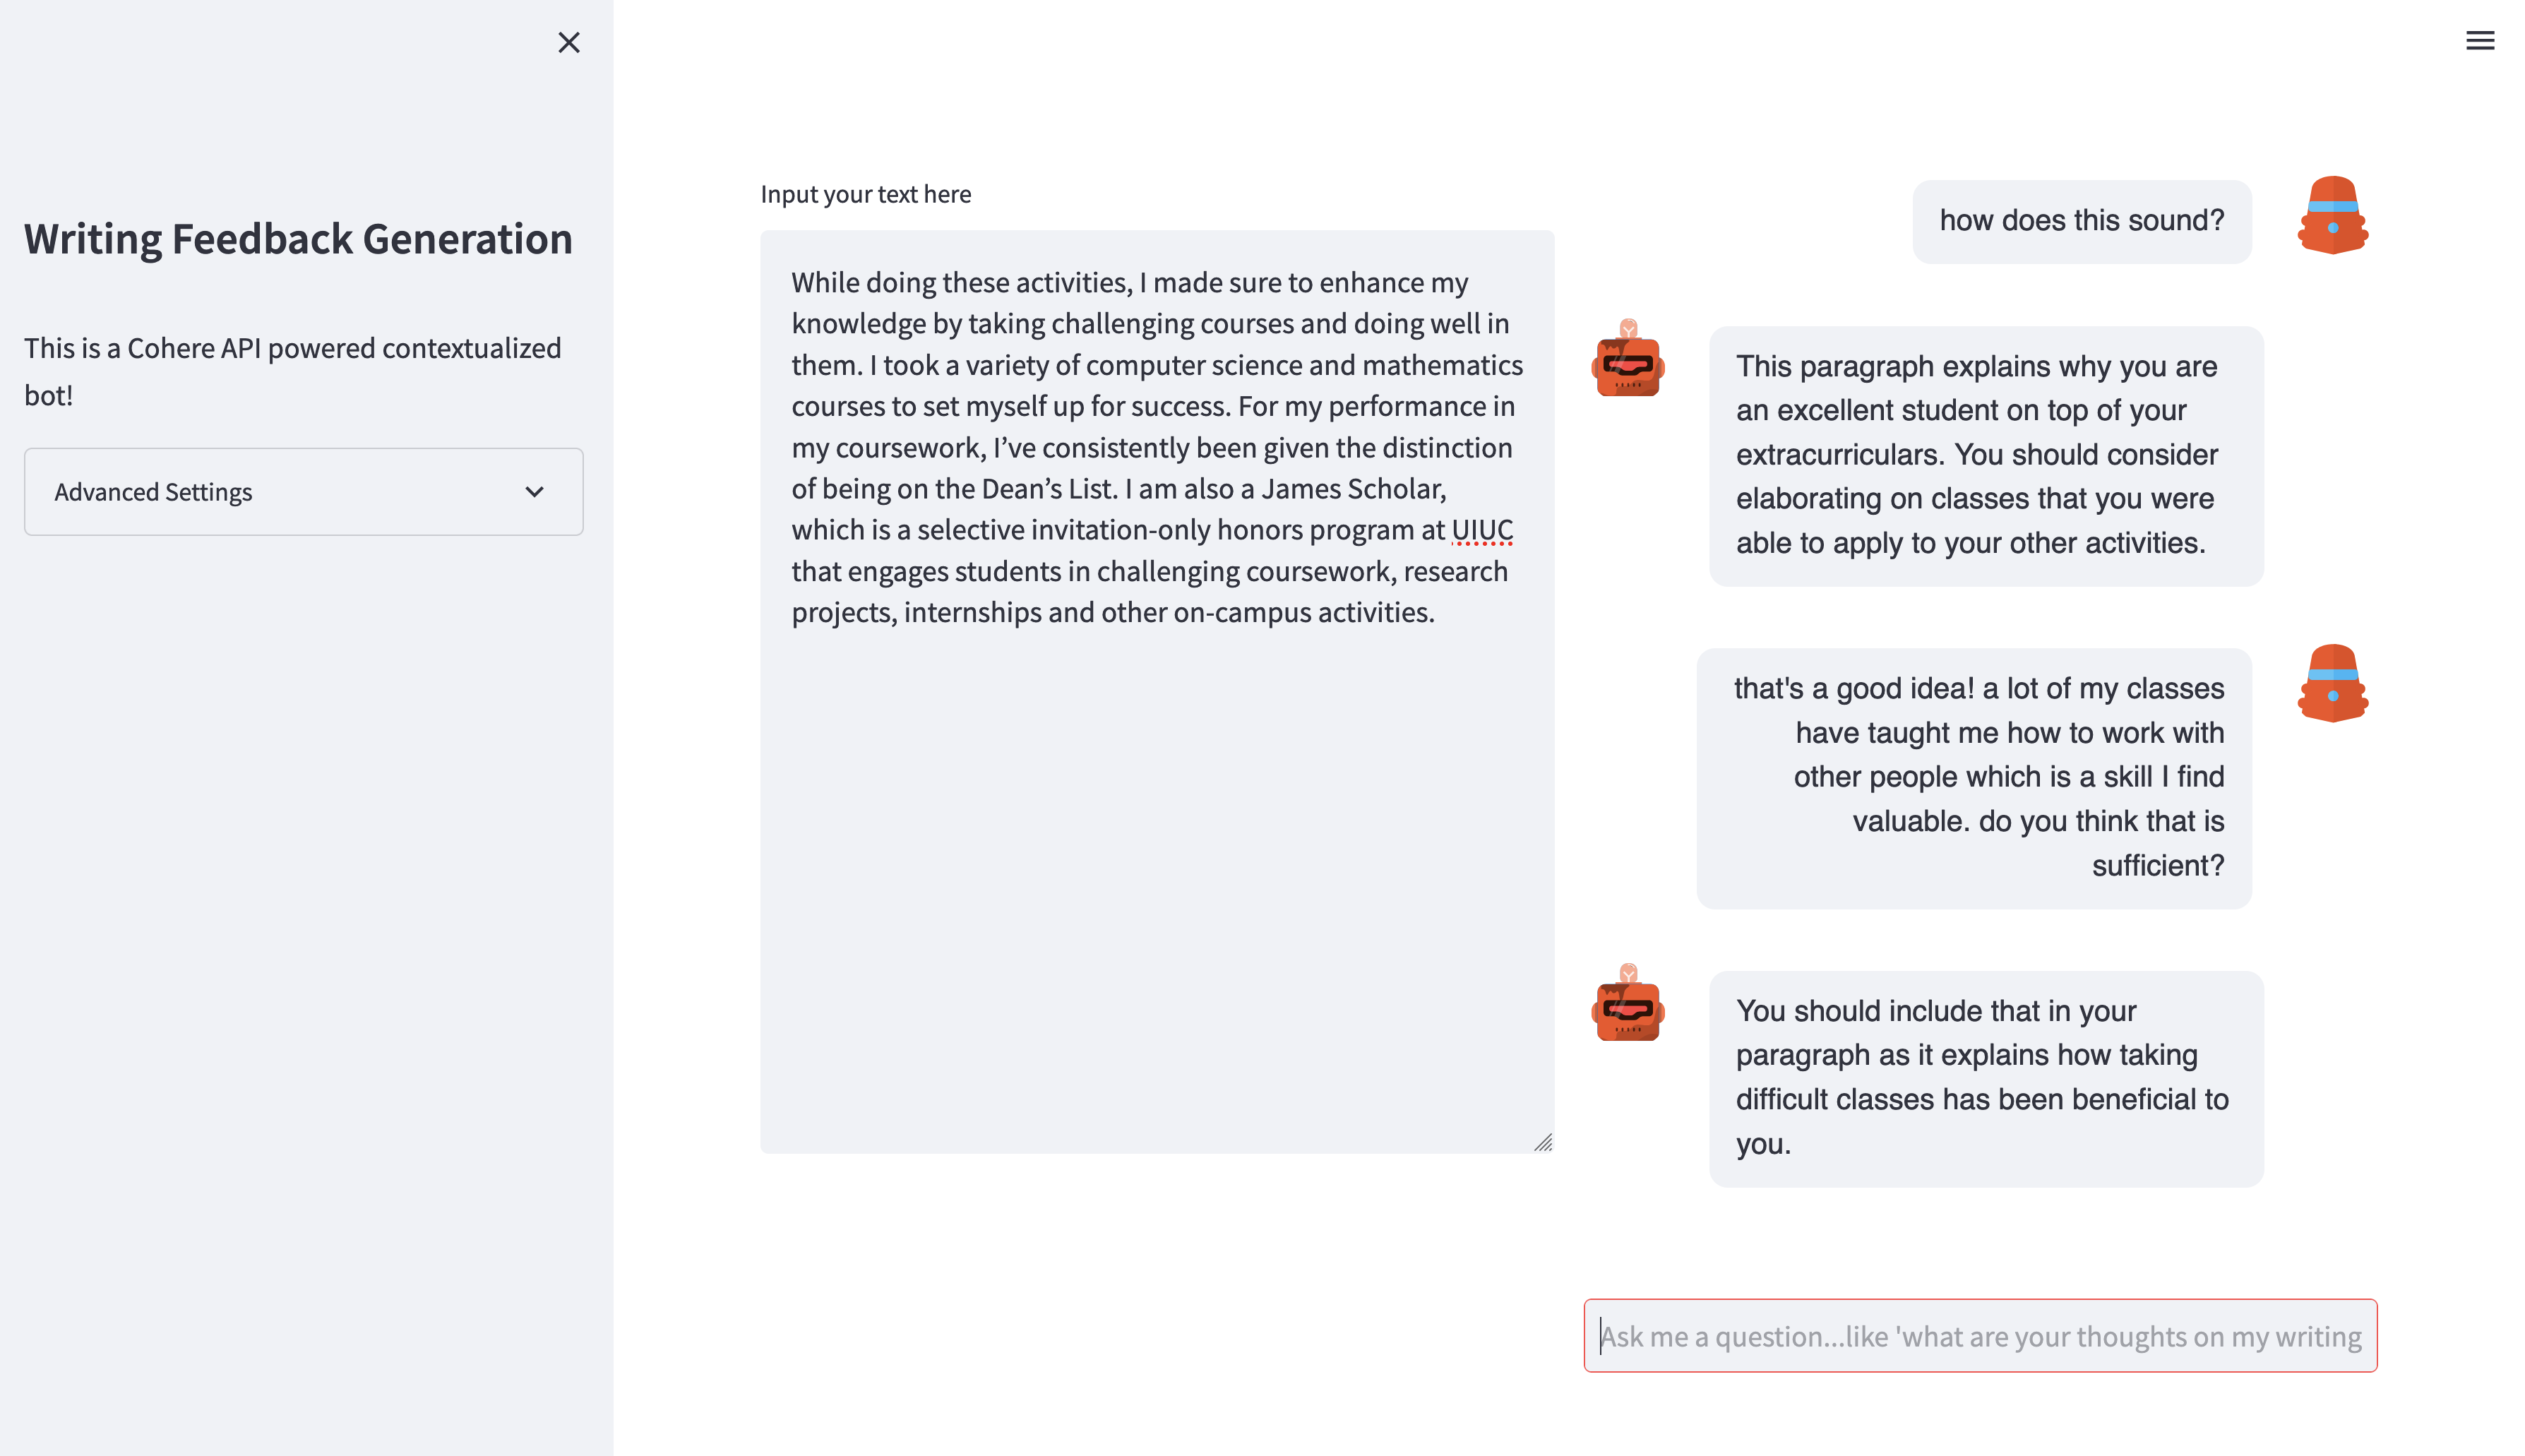 Writing Feedback Generation
This is a Cohere API powered contextualized
bot!
Advanced Settings
Input your text here
While doing these activities, I made sure to enhance my
knowledge by taking challenging courses and doing well in
them. I took a variety of computer science and mathematics
courses to set myself up for success. For my performance in
my coursework, I’ve consistently been given the distinction
of being on the Dean’s List. I am also a James Scholar,
which is a selective invitation-only honors program at UIUC
that engages students in challenging coursework, research
projects, internships and other on-campus activities.
how does this sound?
This paragraph explains why you are
an excellent student on top of your
extracurriculars. You should consider
elaborating on classes that you were
able to apply to your other activities.
that's a good idea! a lot of my classes
have taught me how to work with
other people which is a skill I find
valuable. do you think that is
sufficient?
You should include that in your
paragraph as it explains how taking
difficult classes has been beneficial to
you.
Ask me a question...like 'what are your thoughts on my writing